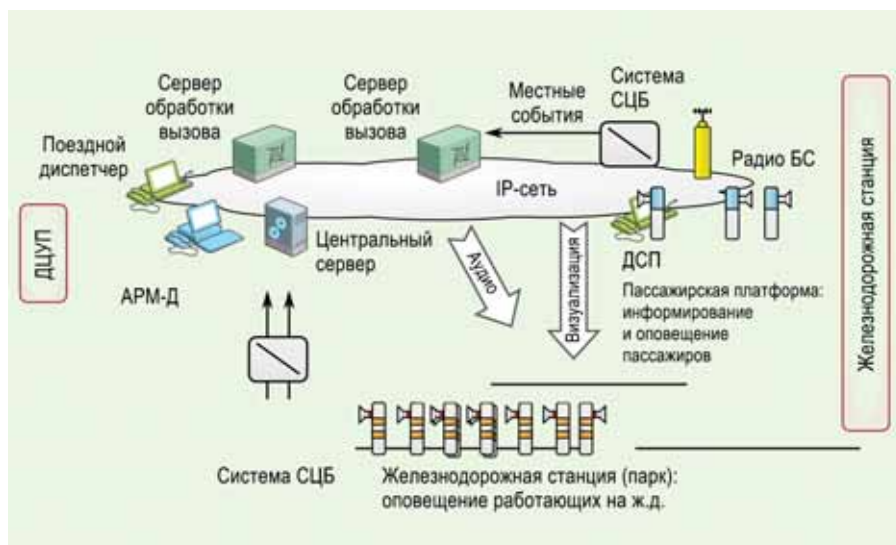 Сервер
обработки
вызова
Сервер
обработки
вызова
Местные
события
Система
СЦБ
Поездной
диспетчер
Радио БС
IP-сеть
ДЦУП
Центральный
сервер
АРМ-Д
Аудио
Визуализация
ДСП
Пассажирская платформа:
информирование
и оповещение
пассажиров
Железнодорожная станция
Система СЦБ
Железнодорожная станция (парк):
оповещение работающих на ж.д.